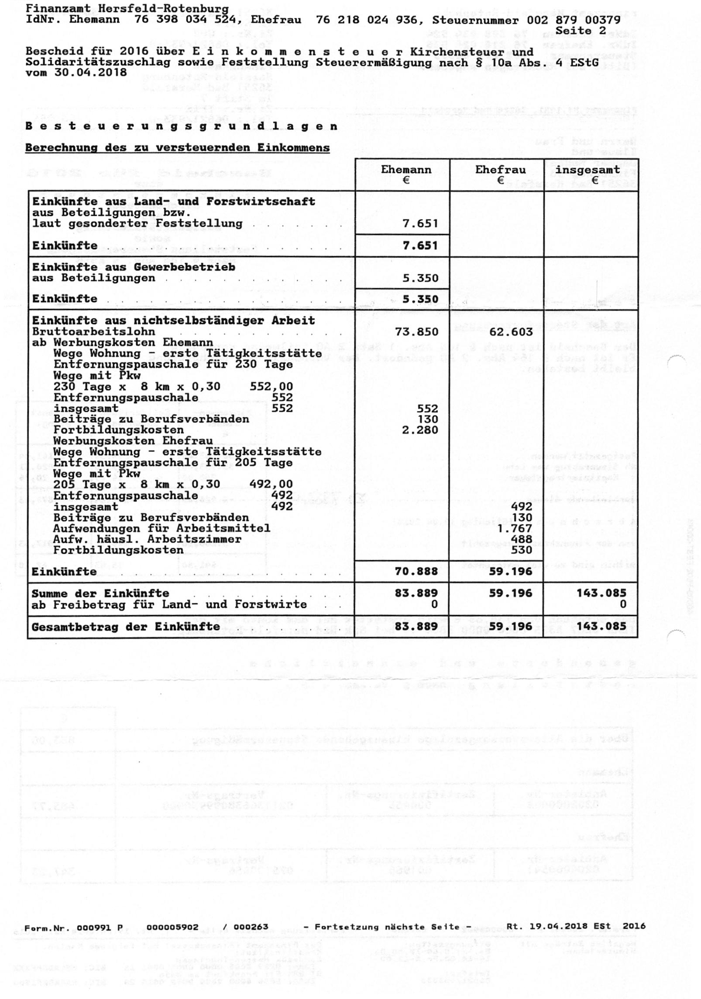 Finanzamt Hersfeld-Rotenburg
IdNr. Ehemann 76 398 034 524, Ehefrau 76 218 024 936, Steuernummer 002 879 00379
Seite 2
Bescheid für 2016 über E i n k o m m e n s t e u e r Kirchensteuer und
Solidaritätszuschlag sowie Feststellung Steuerermäßigung nach § 10a Abs. 4 EStG
vom 30.04.2018
B e s t e u e r u n g s g r u n d l a g e n
Berechnung des zu versteuernden Einkommens
Ehemann Ehefrau insgesamt
€ € €
Einkünfte aus Land- und Forstwirtschaft
aus Beteiligungen bzw.
laut gesonderter Feststellung . . . . . . . 7.651
Einkünfte . . . . . . . . . . . . . . . . . 7.651
Einkünfte aus Gewerbebetrieb
aus Beteiligungen . . . . . . . . . . . . . 5.350
Einkünfte . . . . . . . . . . . . . . . . . 5.350
Einkünfte aus nichtselbständiger Arbeit
Bruttoarbeitslohn . . . . . . . . . . . . 73.850 62.603
ab Werbungskosten Ehemann
Wege Wohnung - erste Tätigkeitsstätte
Entfernungspauschale für 230 Tage
Wege mit Pkw
230 Tage x 8 km x 0,30 552,00
Entfernungspauschale 552
insgesamt 552 552
Beiträge zu Berufsverbänden 130
Fortbildungskosten 2.280
Werbungskosten Ehefrau
Wege Wohnung - erste Tätigkeitsstätte
Entfernungspauschale für 205 Tage
Wege mit Pkw
205 Tage x 8 km x 0,30 492,00
Entfernungspauschale 492
insgesamt 492 492
Beiträge zu Berufsverbänden 130
Aufwendungen für Arbeitsmittel 1.767
Aufw. häusl. Arbeitszimmer 488
Fortbildungskosten 530
Einkünfte . . . . . . . . . . . . . . . . 70.888 59.196
Summe der Einkünfte . . . . . . . . . . . 83.889 59.196 143.085
ab Freibetrag für Land- und Forstwirte . . 0 0
Gesamtbetrag der Einkünfte . . . . . . . . 83.889 59.196 143.085
Form.Nr. 000991 P 000005902 / 000263 - Fortsetzung nächste Seite - Rt. 19.04.2018 ESt 2016